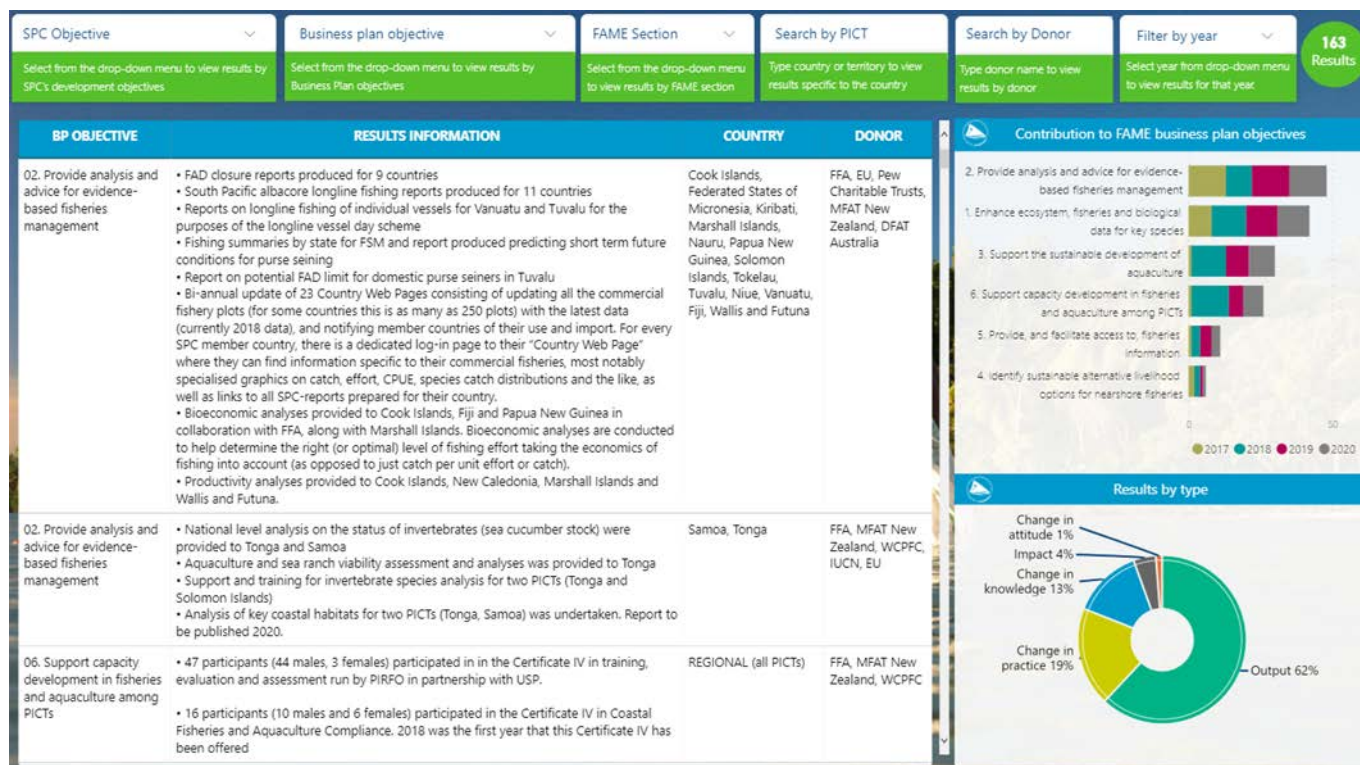 SPC Objective
Select from the drop-down menu to view results by
SPC's development objectives
Business plan objective
Select from the drop-down menu to view results by
Business Plan objectives
FAME Section
Select from the drop-down menu
to view results by FAME section
Search by PICT
Type country or territory to view
results specific to the country
Search by Donor
Type donor name to view
results by donor
Filter by year
Select year from drop-down menu
to view results for that year
163
Results
BP OBJECTIVE
RESULTS INFORMATION
COUNTRY
DONOR
02. Provide analysis and
advice for evidence-
based fisheries
management
• FAD closure reports produced for 9 countries
• South Pacific albacore longline fishing reports produced for 11 countries
• Reports on longline fishing of individual vessels for Vanuatu and Tuvalu for the
purposes of the longline vessel day scheme
• Fishing summaries by state for FSM and report produced predicting short term future
conditions for purse seining
• Report on potential FAD limit for domestic purse seiners in Tuvalu
• Bi-annual update of 23 Country Web Pages consisting of updating all the commercial
fishery plots (for some countries this is as many as 250 plots) with the latest data
(currently 2018 data), and notifying member countries of their use and import. For every
SPC member country, there is a dedicated log-in page to their "Country Web Page"
where they can find information specific to their commercial fisheries, most notably
specialised graphics on catch, effort, CPUE, species catch distributions and the like, as
well as links to all SPC-reports prepared for their country.
• Bioeconomic analyses provided to Cook Islands, Fiji and Papua New Guinea in
collaboration with FFA, along with Marshall Islands. Bioeconomic analyses are conducted
to help determine the right (or optimal) level of fishing effort taking the economics of
fishing into account (as opposed to just catch per unit effort or catch).
• Productivity analyses provided to Cook Islands, New Caledonia, Marshall Islands and
Wallis and Futuna.
Cook Islands,
Federated States of
Micronesia, Kiribati,
Marshall Islands,
Nauru, Papua New
Guinea, Solomon
Islands, Tokelau,
Tuvalu, Niue, Vanuatu,
Fiji, Wallis and Futuna
FFA, EU, Pew
Charitable Trusts,
MFAT New
Zealand, DFAT
Australia
02. Provide analysis and
advice for evidence-
based fisheries
management
• National level analysis on the status of invertebrates (sea cucumber stock) were
provided to Tonga and Samoa
• Aquaculture and sea ranch viability assessment and analyses was provided to Tonga
• Support and training for invertebrate species analysis for two PICTs (Tonga and
Solomon Islands)
• Analysis of key coastal habitats for two PICTs (Tonga, Samoa) was undertaken. Report to
be published 2020.
Samoa, Tonga
FFA, MFAT New
Zealand, WCPFC,
IUCN, EU
06. Support capacity
development in fisheries
and aquaculture among
PICTs
• 47 participants (44 males, 3 females) participated in in the Certificate IV in training,
evaluation and assessment run by PIRFO in partnership with USP.
• 16 participants (10 males and 6 females) participated in the Certificate IV in Coastal
Fisheries and Aquaculture Compliance. 2018 was the first year that this Certificate IV has
been offered
REGIONAL (all PICTs)
FFA, MFAT New
Zealand, WCPFC
Contribution to FAME business plan objectives
2. Provide analysis and advice for evidence-
based fisheries management
1. Enhance ecosystem, fisheries and biological
data for key species
3. Support the sustainable development of
aquaculture
6. Support capacity development in fisheries
and aquaculture among PICTs
5. Provide, and facilitate access to, fisheries
information
4. Identify sustainable alternative livelihood
options for nearshore fisheries
0
50
2017 2018 2019 2020
Results by type
Change in
attitude 1%
Impact 4%
Change in
knowledge 13%
Change in
practice 19%
Output 62%